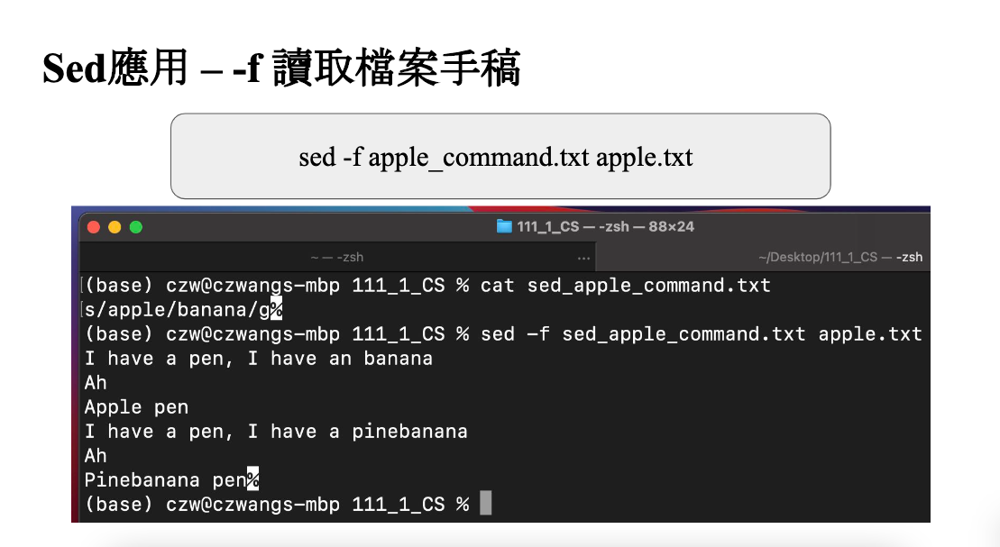 Sed應用 – -f 讀取檔案手稿
sed -f apple_command.txt apple.txt
111_1_CS — -zsh — 88×24
~ — -zsh ... ~/Desktop/111_1_CS — -zsh
(base) czw@czwangs-mbp 111_1_CS % cat sed_apple_command.txt
s/apple/banana/g%
(base) czw@czwangs-mbp 111_1_CS % sed -f sed_apple_command.txt apple.txt
I have a pen, I have an banana
Ah
Apple pen
I have a pen, I have a pinebanana
Ah
Pinebanana pen%
(base) czw@czwangs-mbp 111_1_CS %